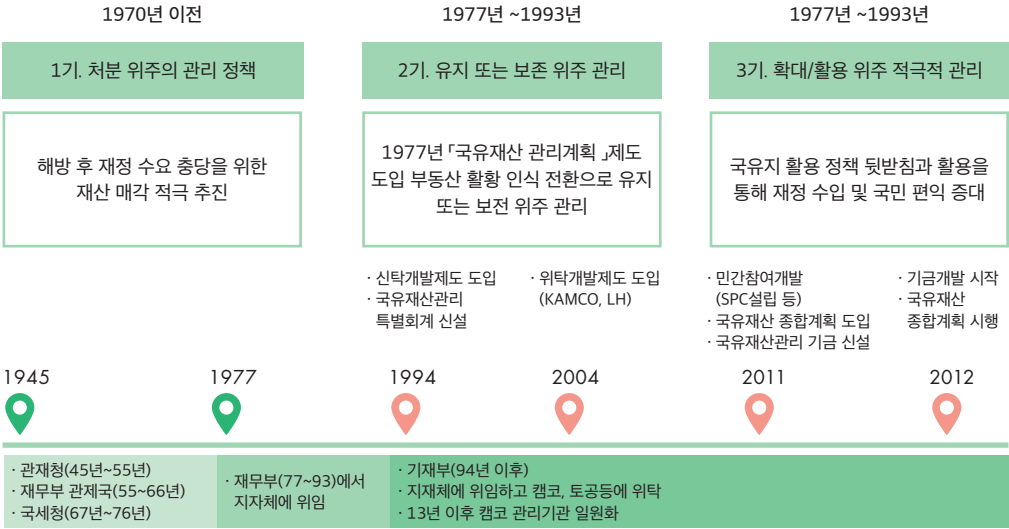 1970년 이전
1977년 ~1993년
1977년 ~1993년
1기. 처분 위주의 관리 정책
2기. 유지 또는 보존 위주 관리
3기. 확대/활용 위주 적극적 관리
해방 후 재정 수요 충당을 위한
재산 매각 적극 추진
1977년 「국유재산 관리계획 」제도
도입 부동산 활황 인식 전환으로 유지
또는 보전 위주 관리
국유지 활용 정책 뒷받침과 활용을
통해 재정 수입 및 국민 편익 증대
· 신탁개발제도 도입
· 국유재산관리
특별회계 신설
· 위탁개발제도 도입
(KAMCO, LH)
· 민간참여개발
(SPC설립 등)
· 국유재산 종합계획 도입
· 국유재산관리 기금 신설
· 기금개발 시작
· 국유재산
종합계획 시행
1945
1977
1994
2004
2011
2012
· 관재청(45년~55년)
· 재무부 관제국(55~66년)
· 국세청(67년~76년)
· 재무부(77~93)에서
지자체에 위임
· 기재부(94년 이후)
· 지재체에 위임하고 캠코, 토공등에 위탁
· 13년 이후 캠코 관리기관 일원화